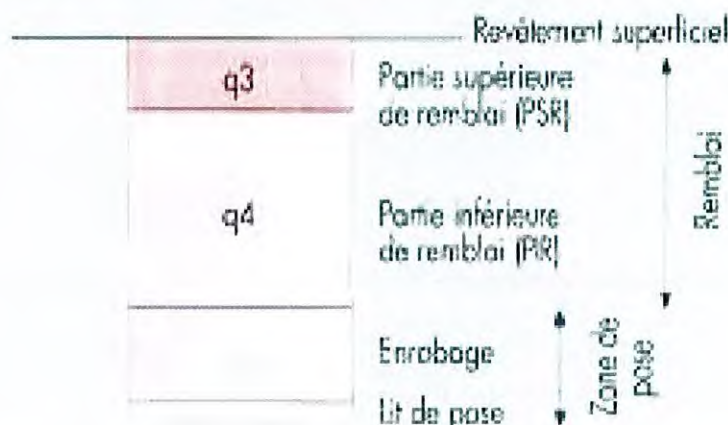 Revêtement superficiel
q3
Partie supérieure
de remblai (PSR)
Remblai
q4
Partie inférieure
de remblai (PIR)
Enrobage
Zone de
pose
Lit de pose